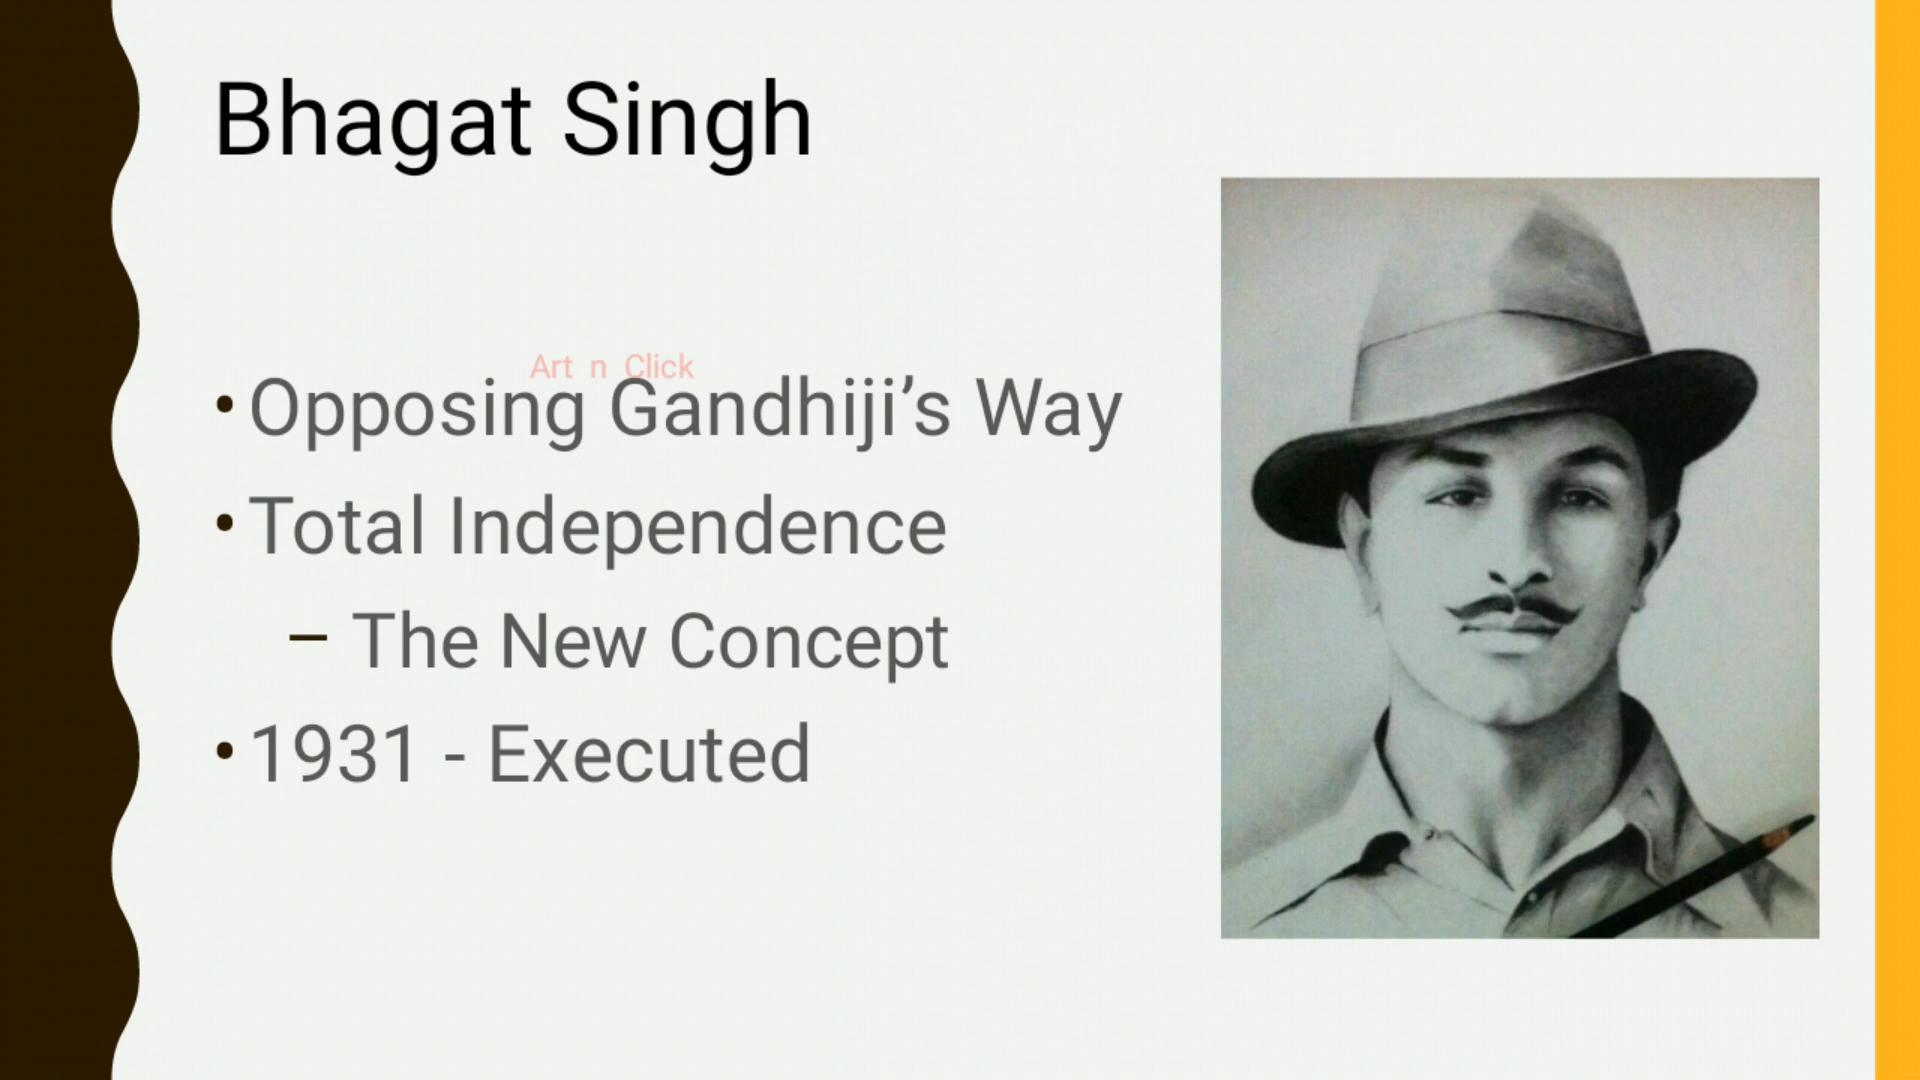 Bhagat Singh
Art n Click
• Opposing Gandhiji’s Way
• Total Independence
– The New Concept
• 1931 - Executed